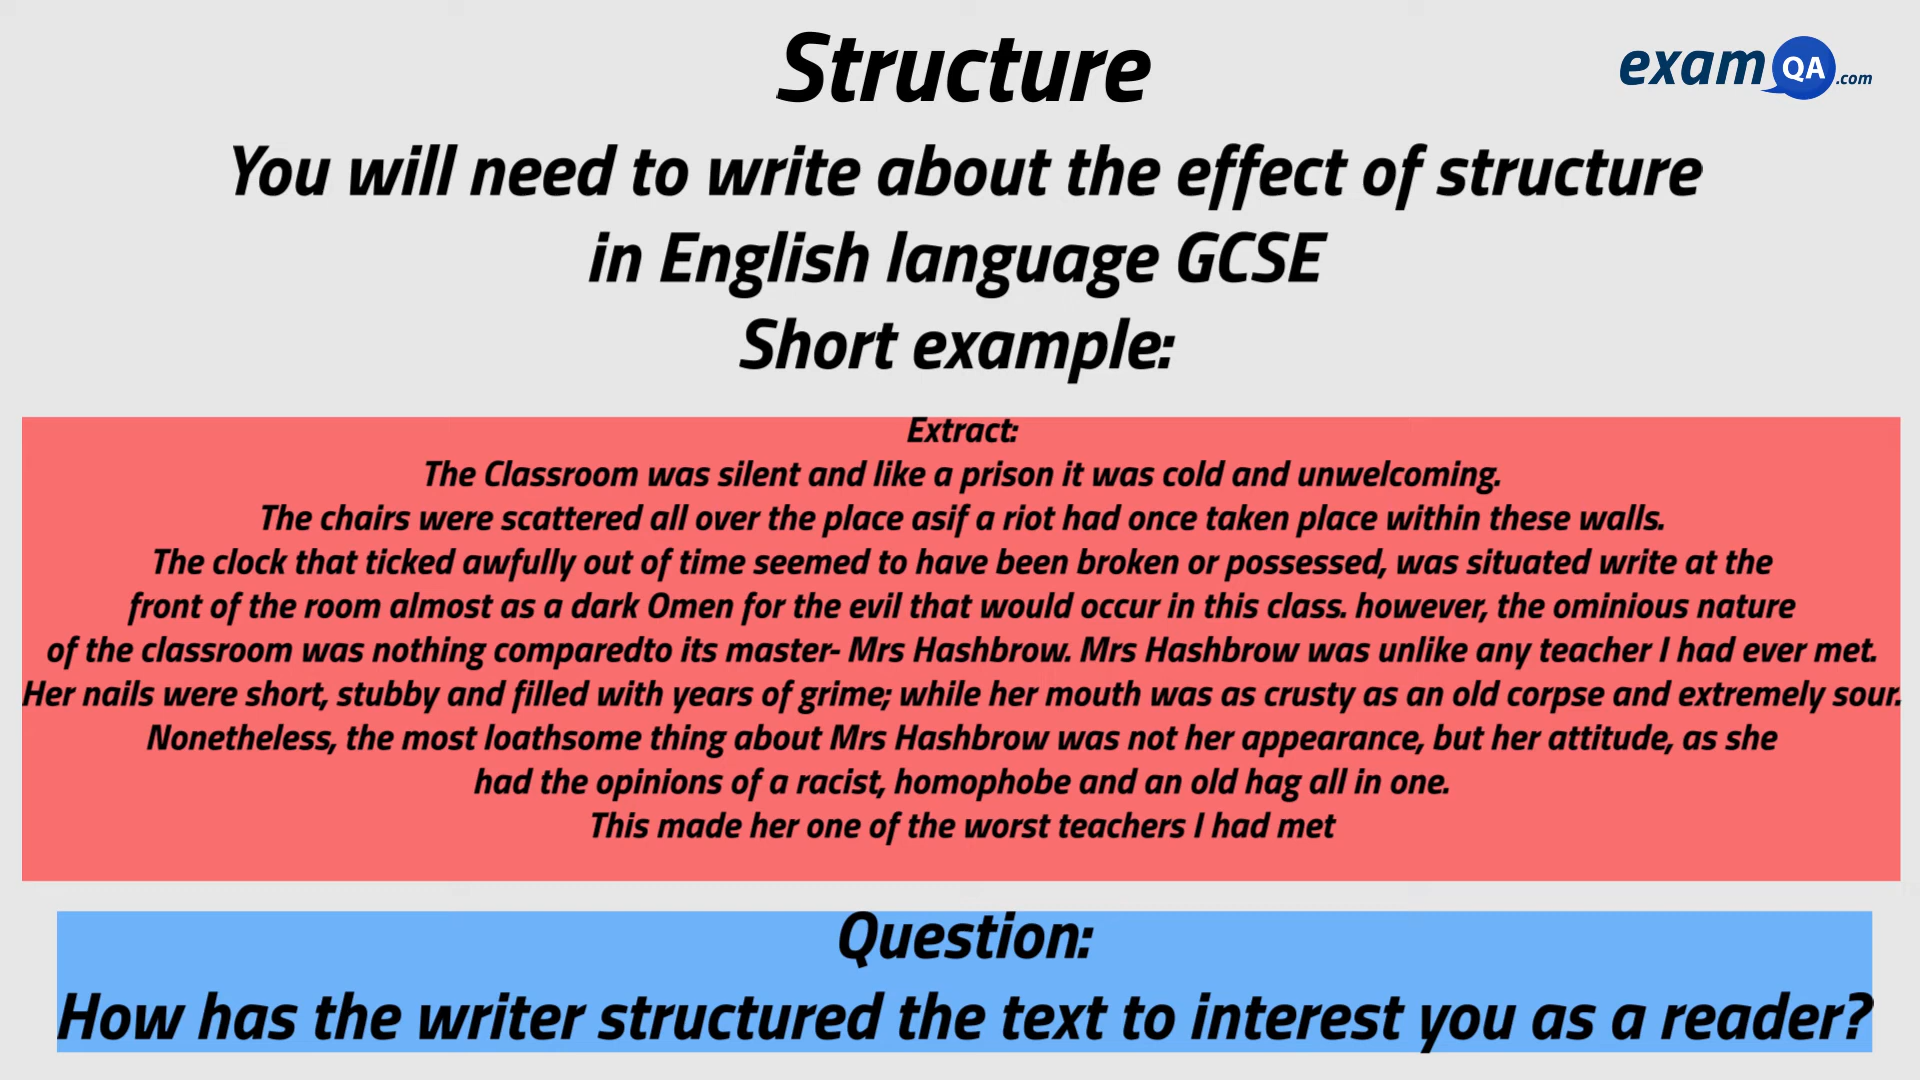 Structure
examQA.com
You will need to write about the effect of structure
in English language GCSE
Short example:
Extract:
The Classroom was silent and like a prison it was cold and unwelcoming.
The chairs were scattered all over the place asif a riot had once taken place within these walls.
The clock that ticked awfully out of time seemed to have been broken or possessed, was situated write at the
front of the room almost as a dark Omen for the evil that would occur in this class. however, the ominious nature
of the classroom was nothing comparedto its master- Mrs Hashbrow. Mrs Hashbrow was unlike any teacher I had ever met.
Her nails were short, stubby and filled with years of grime; while her mouth was as crusty as an old corpse and extremely sour.
Nonetheless, the most loathsome thing about Mrs Hashbrow was not her appearance, but her attitude, as she
had the opinions of a racist, homophobe and an old hag all in one.
This made her one of the worst teachers I had met
Question:
How has the writer structured the text to interest you as a reader?